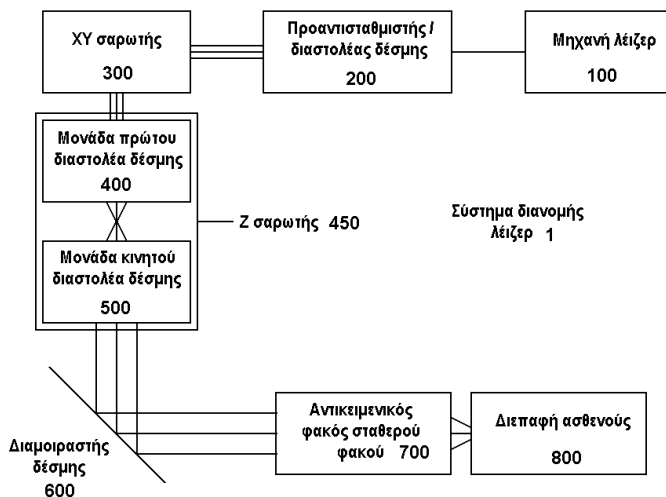 XY σαρωτής
300
Προαντισταθμιστής /
διαστολέας δέσμης
200
Μηχανή λέιζερ
100
Μονάδα πρώτου
διαστολέα δέσμης
400
Z σαρωτής 450
Σύστημα διανομής
λέιζερ 1
Μονάδα κινητού
διαστολέα δέσμης
500
Διαμοιραστής
δέσμης
600
Αντικειμενικός
φακός σταθερού
φακού 700
Διεπαφή ασθενούς
800